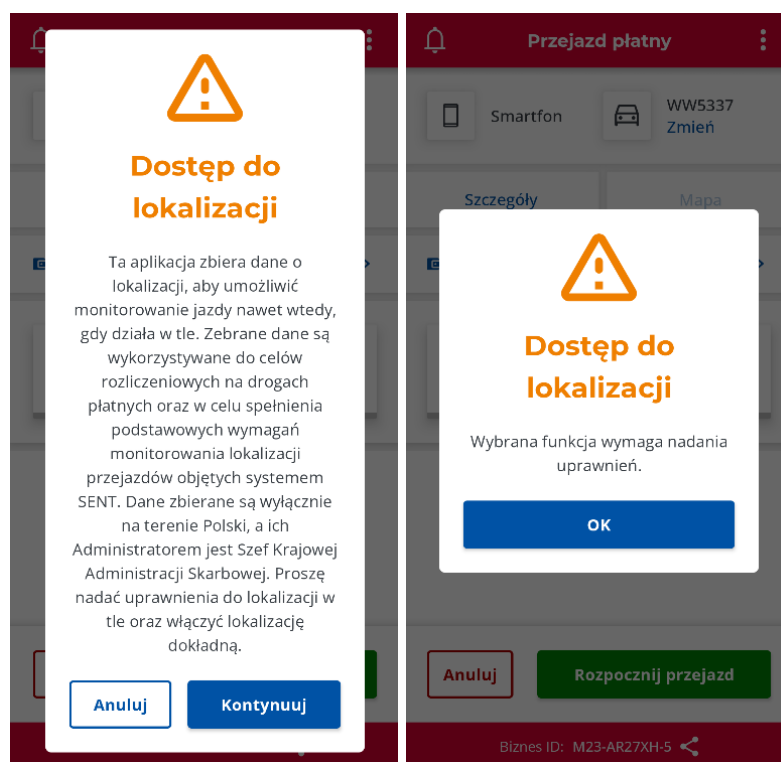 Dostęp do
lokalizacji
Ta aplikacja zbiera dane o
lokalizacji, aby umożliwić
monitorowanie jazdy nawet wtedy,
gdy działa w tle. Zebrane dane są
wykorzystywane do celów
rozliczeniowych na drogach
płatnych oraz w celu spełnienia
podstawowych wymagań
monitorowania lokalizacji
przejazdów objętych systemem
SENT. Dane zbierane są wyłącznie
na terenie Polski, a ich
Administratorem jest Szef Krajowej
Administracji Skarbowej. Proszę
nadać uprawnienia do lokalizacji w
tle oraz włączyć lokalizację
dokładną.
Anuluj Kontynuuj
Przejazd płatny
Smartfon
WW5337
Zmień
Szczegóły Mapa
Dostęp do
lokalizacji
Wybrana funkcja wymaga nadania
uprawnień.
OK
Anuluj Rozpocznij przejazd
Biznes ID: M23-AR27XH-5